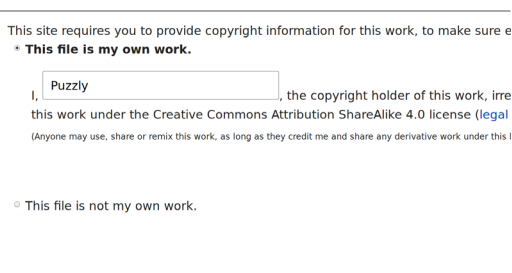 This site requires you to provide copyright information for this work, to make sure e
This file is my own work.
I, Puzzly, the copyright holder of this work, irre
this work under the Creative Commons Attribution ShareAlike 4.0 license (legal
(Anyone may use, share or remix this work, as long as they credit me and share any derivative work under this l
This file is not my own work.